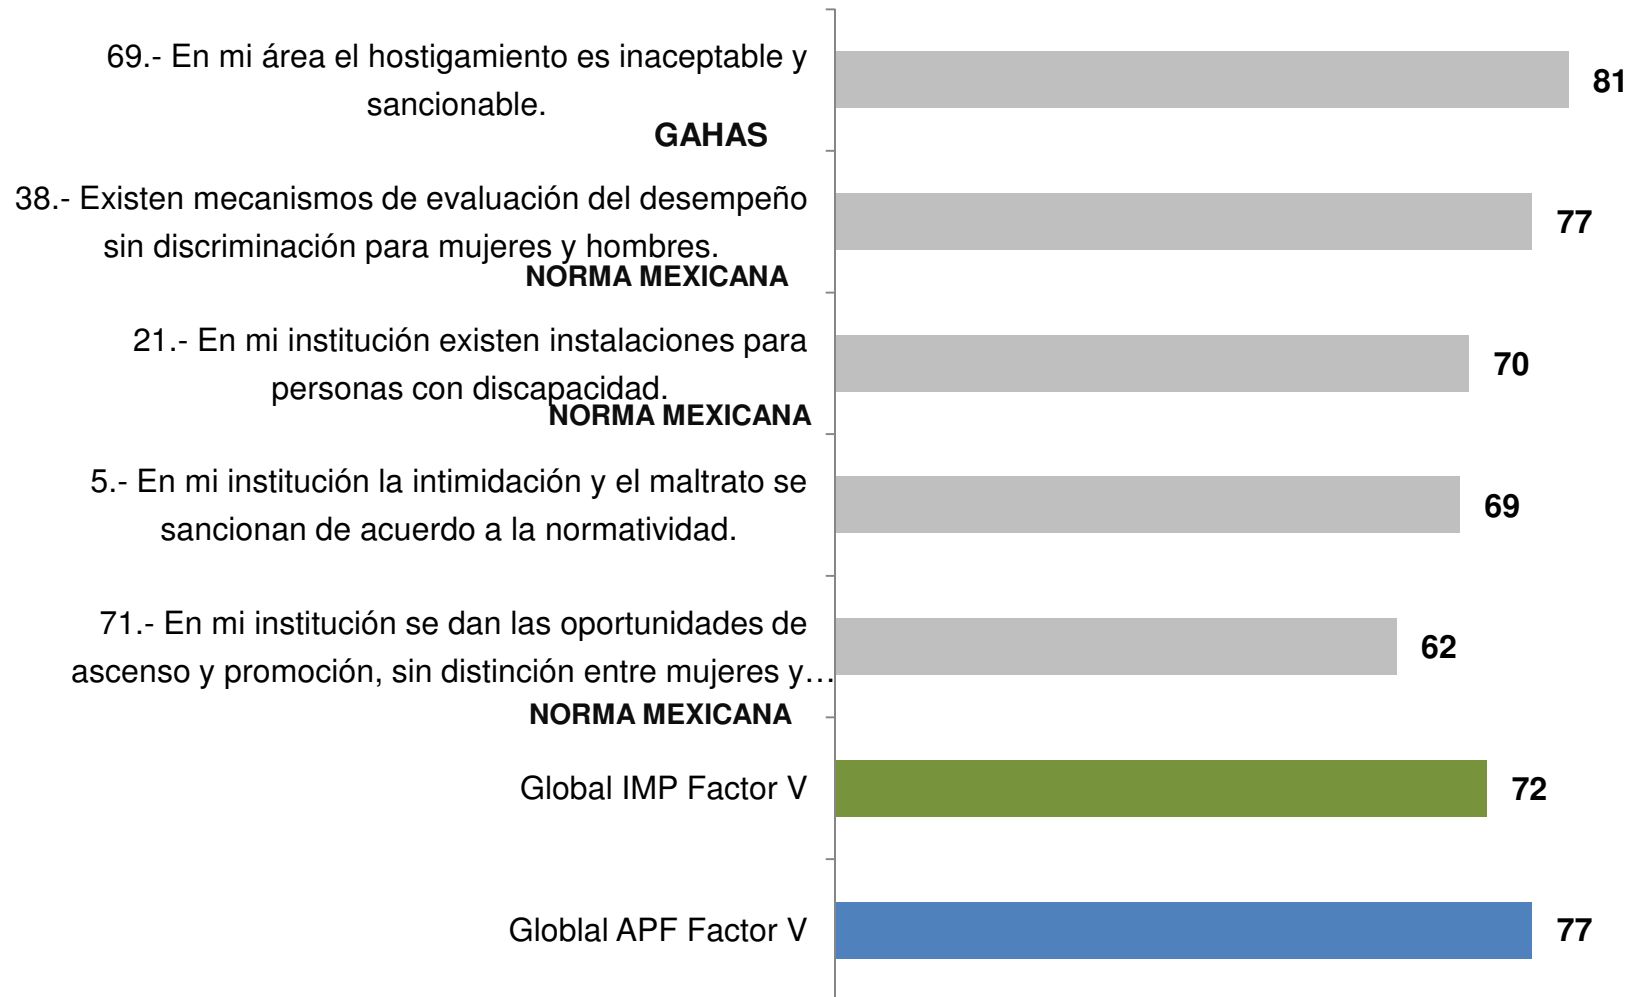 69.- En mi área el hostigamiento es inaceptable y
sancionable.
81
GAHAS
38.- Existen mecanismos de evaluación del desempeño
sin discriminación para mujeres y hombres.
77
NORMA MEXICANA
21.- En mi institución existen instalaciones para
personas con discapacidad.
70
NORMA MEXICANA
5.- En mi institución la intimidación y el maltrato se
sancionan de acuerdo a la normatividad.
69
71.- En mi institución se dan las oportunidades de
ascenso y promoción, sin distinción entre mujeres y…
62
NORMA MEXICANA
Global IMP Factor V
72
Globlal APF Factor V
77